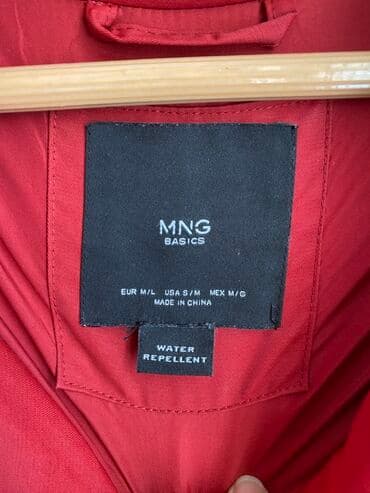 MNG
BASICS
EUR M/L USA S/M MEX M/G
MADE IN CHINA
WATER
REPELLENT